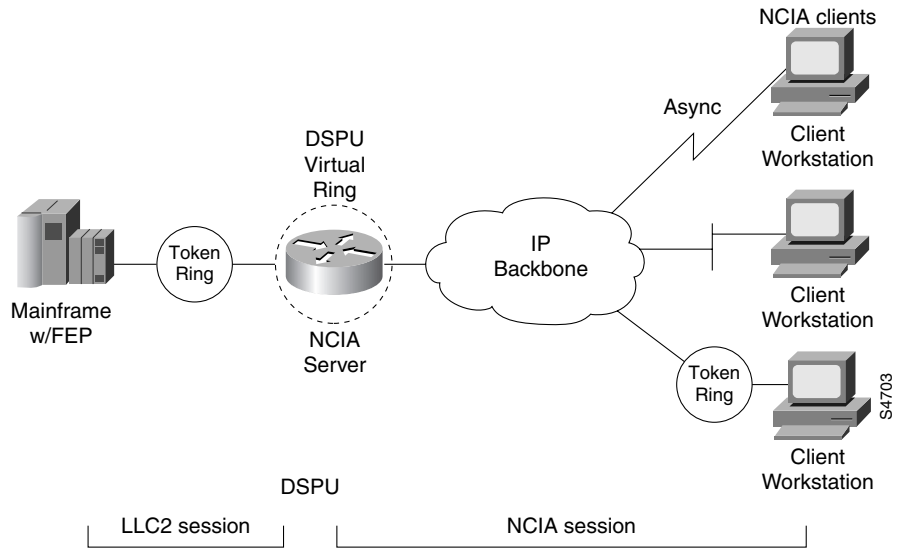 NCIA clients
Async
Client
Workstation
DSPU
Virtual
Ring
Token
Ring
IP
Backbone
Mainframe
w/FEP
NCIA
Server
Client
Workstation
Token
Ring
S4703
Client
Workstation
DSPU
LLC2 session
NCIA session